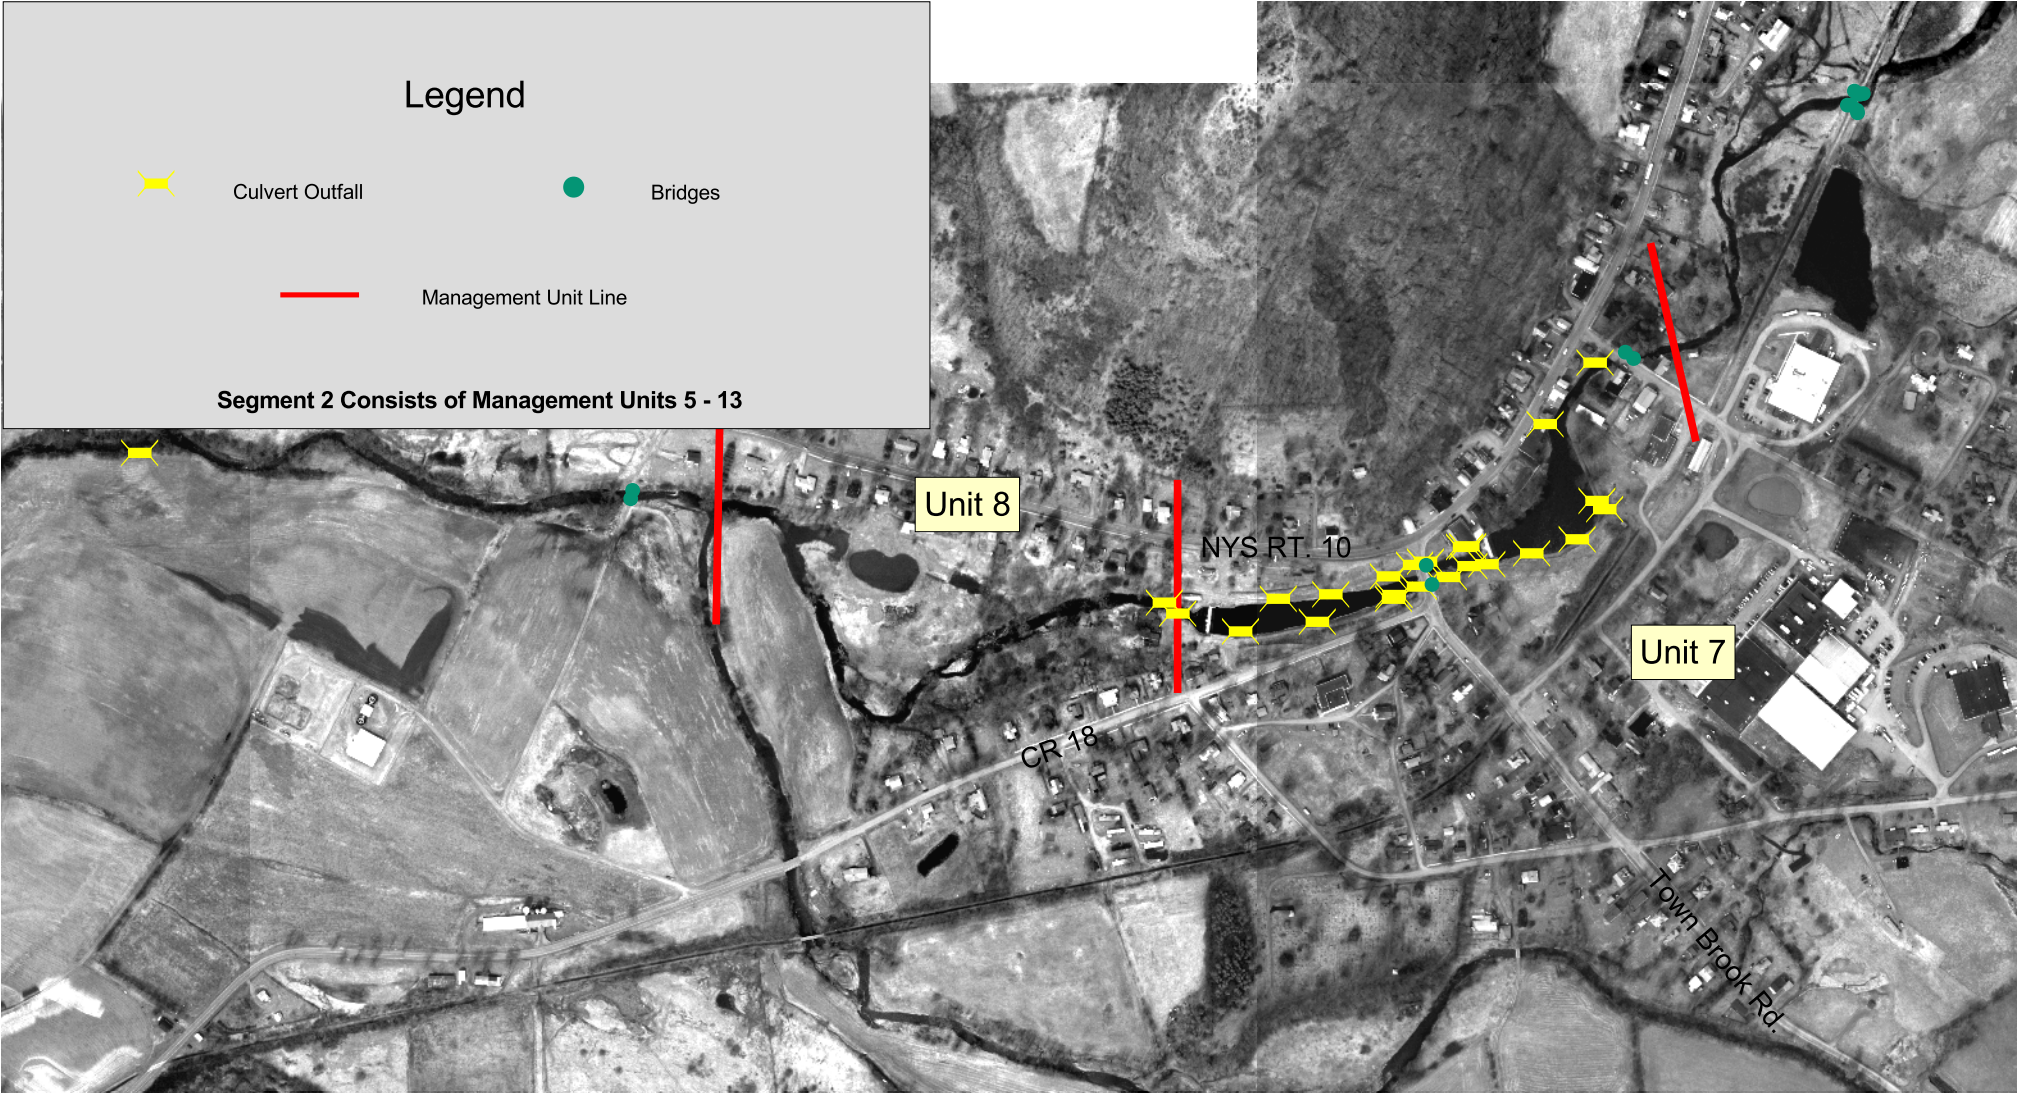 Legend
Culvert Outfall
Bridges
Management Unit Line
Segment 2 Consists of Management Units 5 - 13
Unit 8
NYS RT. 10
Unit 7
CR 18
Town Brook Rd.